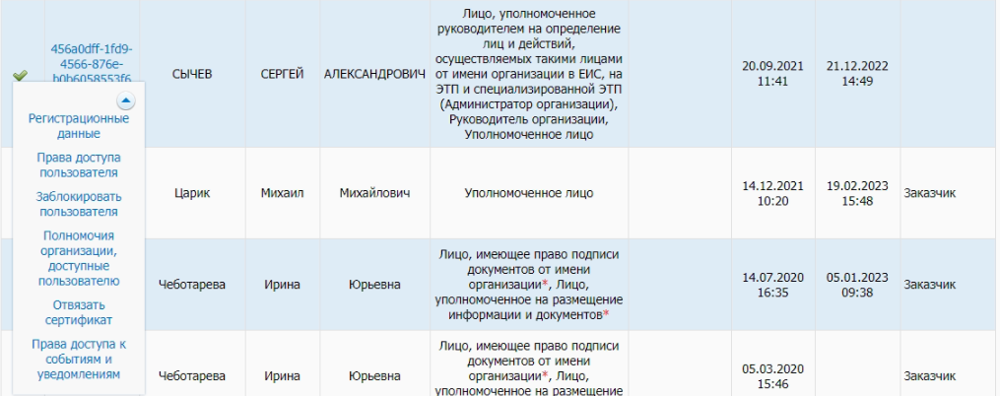 456a0dff-1fd9-
4566-876e-
b0b6058553f6
СЫЧЕВ
СЕРГЕЙ
АЛЕКСАНДРОВИЧ
Лицо, уполномоченное
руководителем на определение
лиц и действий,
осуществляемых такими лицами
от имени организации в ЕИС, на
ЭТП и специализированной ЭТП
(Администратор организации),
Руководитель организации,
Уполномоченное лицо
20.09.2021
11:41
21.12.2022
14:49
Регистрационные
данные
Права доступа
пользователя
Заблокировать
пользователя
Полномочия
организации,
доступные
пользователю
Отвязать
сертификат
Права доступа к
событиям и
уведомлениям
Царик
Михаил
Михайлович
Уполномоченное лицо
14.12.2021
10:20
19.02.2023
15:48
Заказчик
Чеботарева
Ирина
Юрьевна
Лицо, имеющее право подписи
документов от имени
организации*, Лицо,
уполномоченное на размещение
информации и документов*
14.07.2020
16:35
05.01.2023
09:38
Заказчик
Чеботарева
Ирина
Юрьевна
Лицо, имеющее право подписи
документов от имени
организации*, Лицо,
уполномоченное на размещение
05.03.2020
15:46
Заказчик